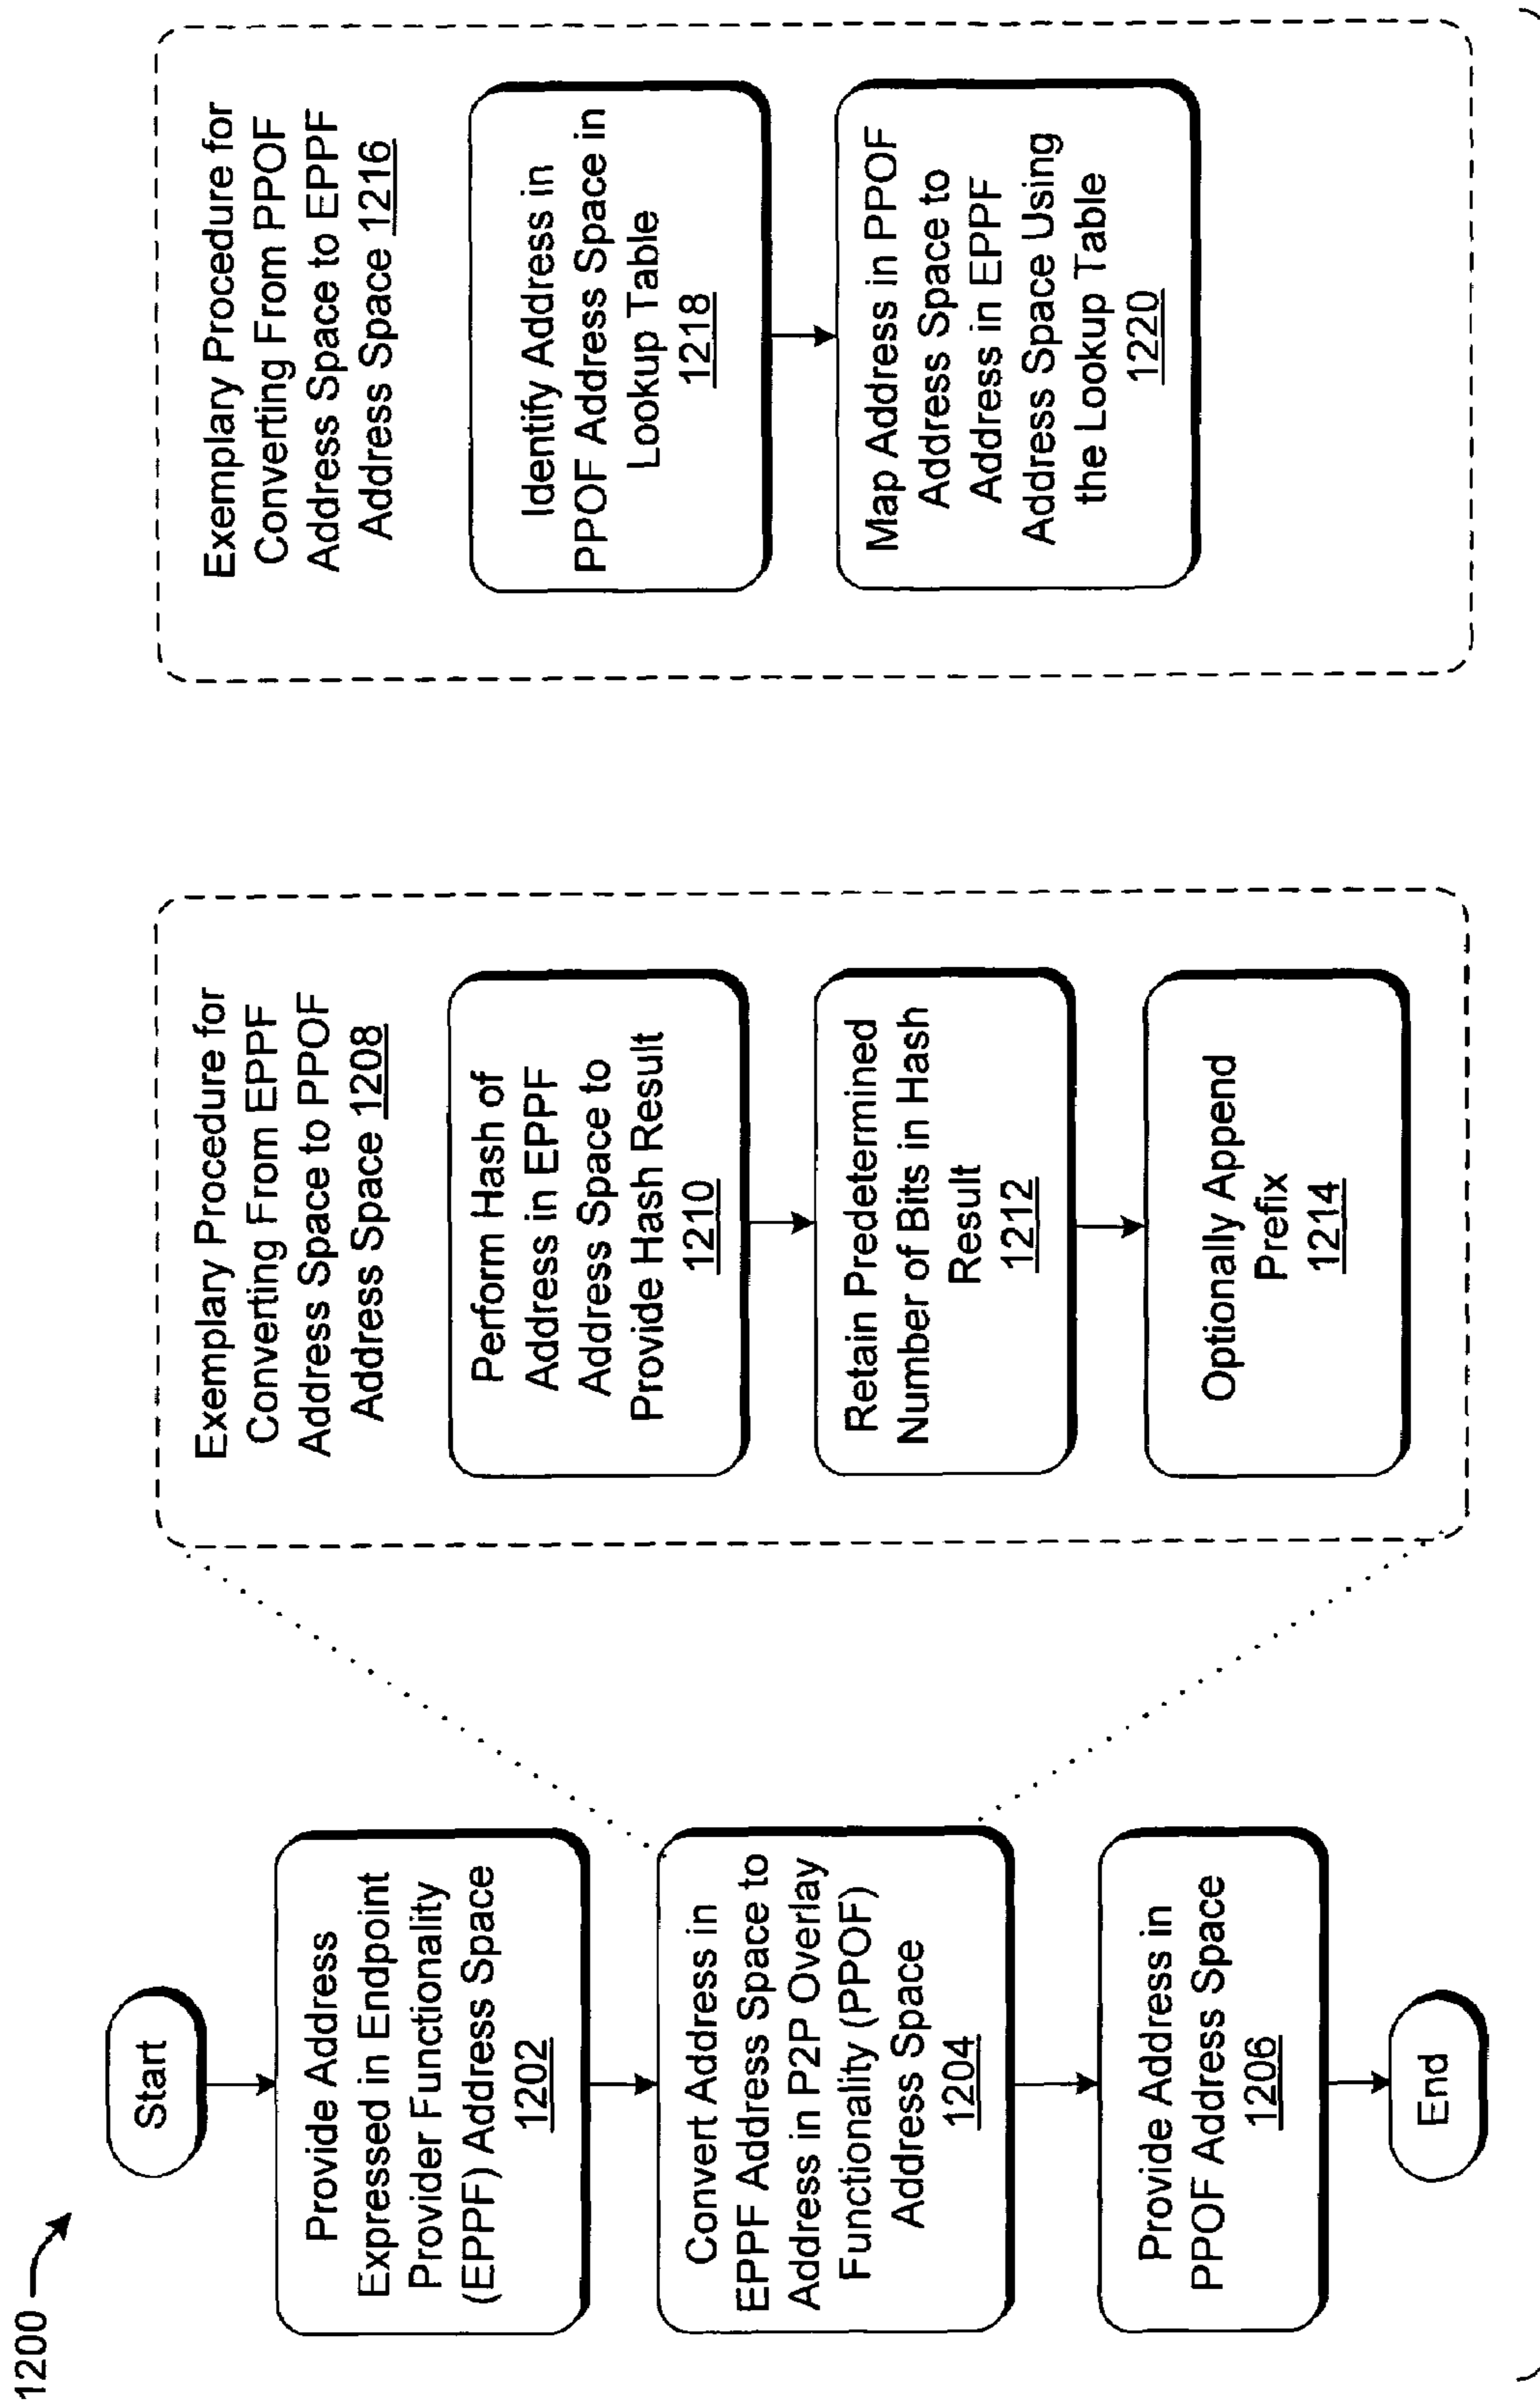 1200
Start
Provide Address
Expressed in Endpoint
Provider Functionality
(EPPF) Address Space
1202
Convert Address in
EPPF Address Space to
Address in P2P Overlay
Functionality (PPOF)
Address Space
1204
Provide Address in
PPOF Address Space
1206
End
Exemplary Procedure for
Converting From EPPF
Address Space to PPOF
Address Space 1208
Perform Hash of
Address in EPPF
Address Space to
Provide Hash Result
1210
Retain Predetermined
Number of Bits in Hash
Result
1212
Optionally Append
Prefix
1214
Exemplary Procedure for
Converting From PPOF
Address Space to EPPF
Address Space 1216
Identify Address in
PPOF Address Space in
Lookup Table
1218
Map Address in PPOF
Address Space to
Address in EPPF
Address Space Using
the Lookup Table
1220